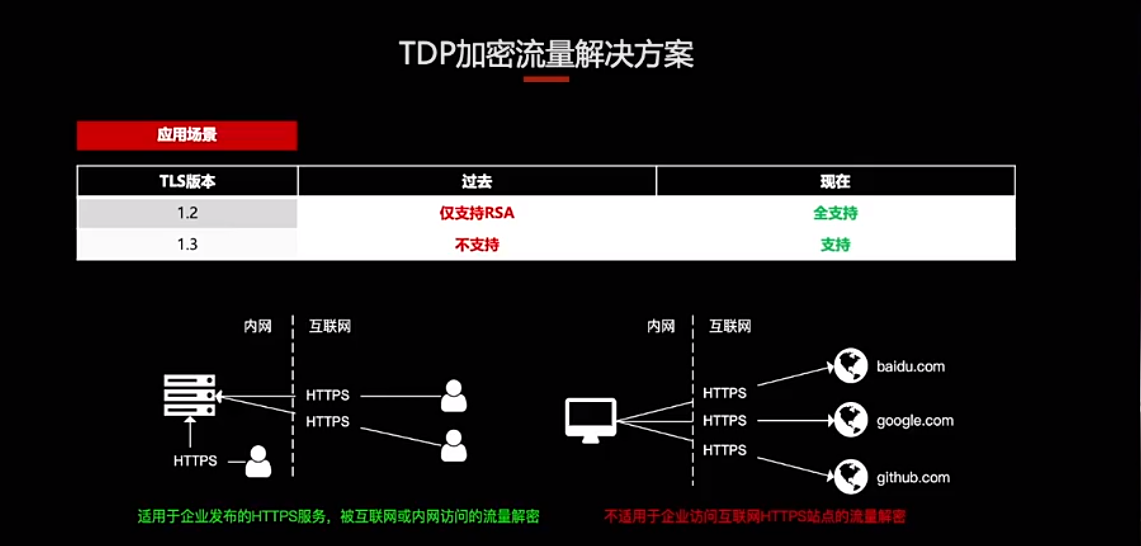 TDP加密流量解决方案
应用场景
TLS版本 过去 现在
1.2 仅支持RSA 全支持
1.3 不支持 支持
内网 互联网
HTTPS
HTTPS
HTTPS
适用于企业发布的HTTPS服务，被互联网或内网访问的流量解密
内网 互联网
HTTPS baidu.com
HTTPS google.com
HTTPS github.com
不适用于企业访问互联网HTTPS站点的流量解密